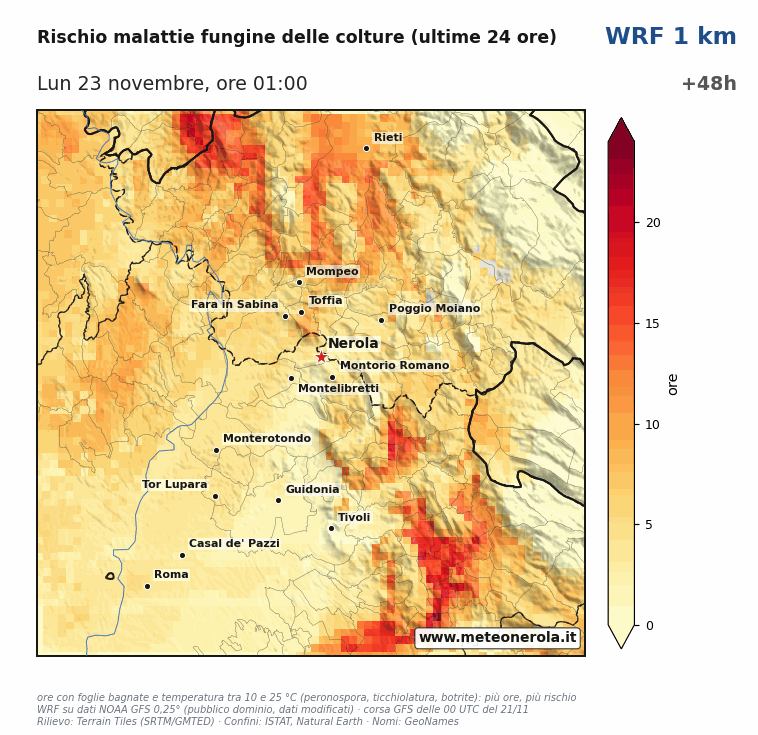 Rischio malattie fungine delle colture (ultime 24 ore)
WRF 1 km
Lun 23 novembre, ore 01:00
+48h
Rieti
Mompeo
Fara in Sabina
Toffia
Poggio Moiano
Nerola
Montorio Romano
Montelibretti
Monterotondo
Tor Lupara
Guidonia
Tivoli
Casal de' Pazzi
Roma
www.meteonerola.it
20
15
10
5
0
ore
ore con foglie bagnate e temperatura tra 10 e 25 °C (peronospora, ticchiolatura, botrite): più ore, più rischio
WRF su dati NOAA GFS 0,25° (pubblico dominio, dati modificati) · corsa GFS delle 00 UTC del 21/11
Rilievo: Terrain Tiles (SRTM/GMTED) · Confini: ISTAT, Natural Earth · Nomi: GeoNames